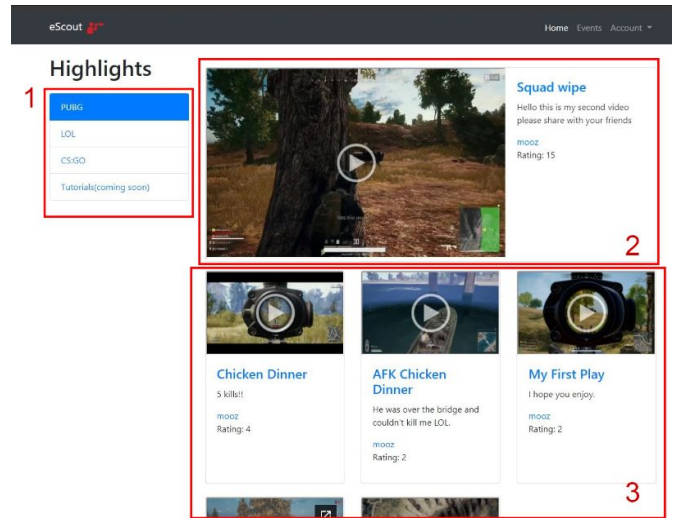 eScout
Home Events Account
Highlights
1
PUBG
LOL
CS:GO
Tutorials(coming soon)
Squad wipe
Hello this is my second video
please share with your friends
mooz
Rating: 15
2
Chicken Dinner
5 kills!!
mooz
Rating: 4
AFK Chicken
Dinner
He was over the bridge and
couldn't kill me LOL.
mooz
Rating: 2
My First Play
I hope you enjoy.
mooz
Rating: 2
3